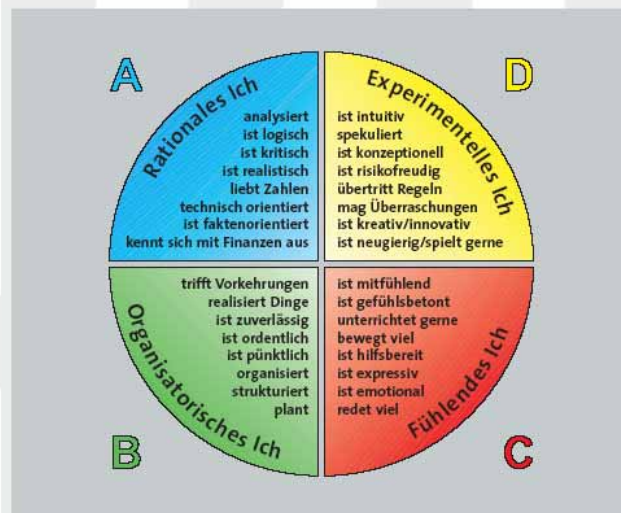 A
Rationales Ich
analysiert
ist logisch
ist kritisch
ist realistisch
liebt Zahlen
technisch orientiert
ist faktenorientiert
kennt sich mit Finanzen aus
D
Experimentelles Ich
ist intuitiv
spekuliert
ist konzeptionell
ist risikofreudig
übertritt Regeln
mag Überraschungen
ist kreativ/innovativ
ist neugierig/spielt gerne
B
Organisatorisches Ich
trifft Vorkehrungen
realisiert Dinge
ist zuverlässig
ist ordentlich
ist pünktlich
organisiert
strukturiert
plant
C
Fühlendes Ich
ist mitfühlend
ist gefühlsbetont
unterrichtet gerne
bewegt viel
ist hilfsbereit
ist expressiv
ist emotional
redet viel